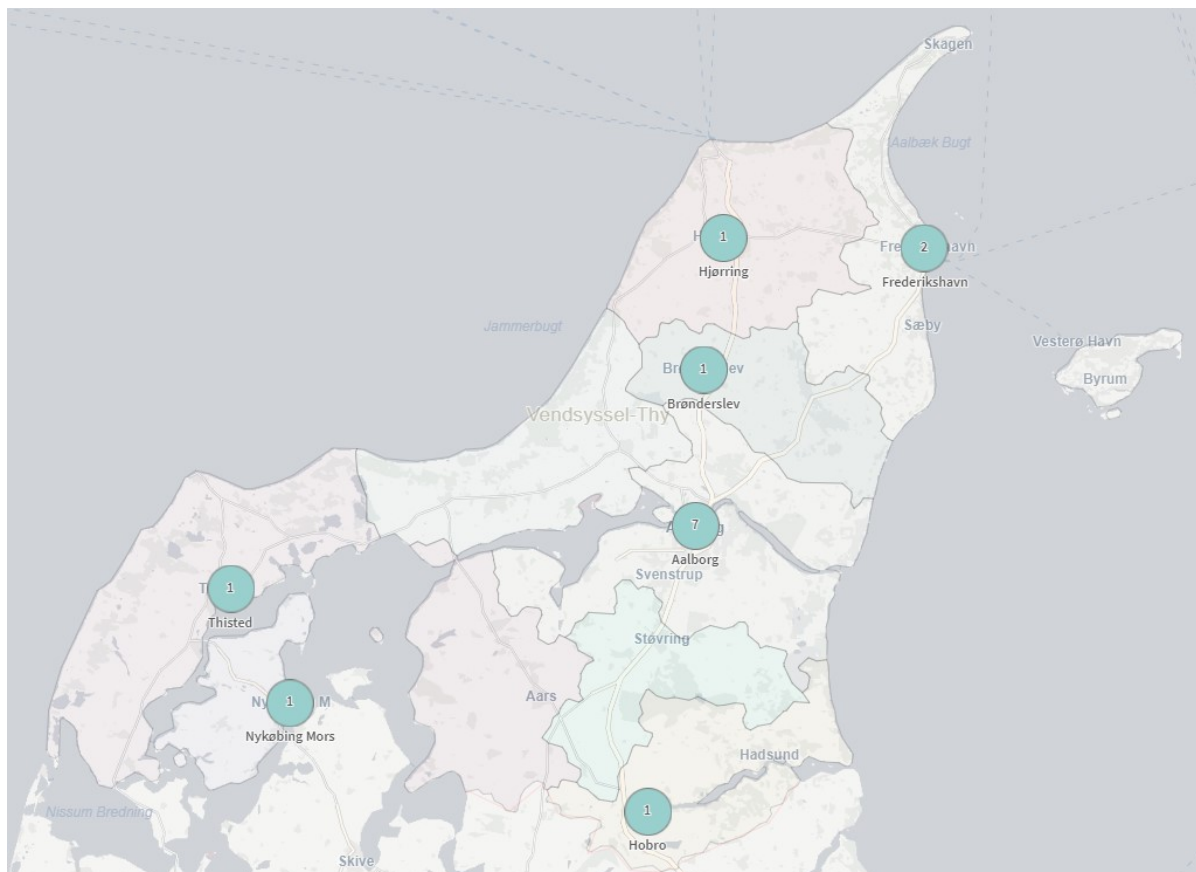 Skagen
Aalbæk Bugt
1
Hjørring
2
Frederikshavn
Sæby
Jammerbugt
Vesterø Havn
Byrum
1
Brønderslev
Vendsyssel-Thy
7
Aalborg
Svenstrup
1
Thisted
Støvring
1
Nykøbing Mors
Aars
Hadsund
Nissum Bredning
1
Hobro
Skive